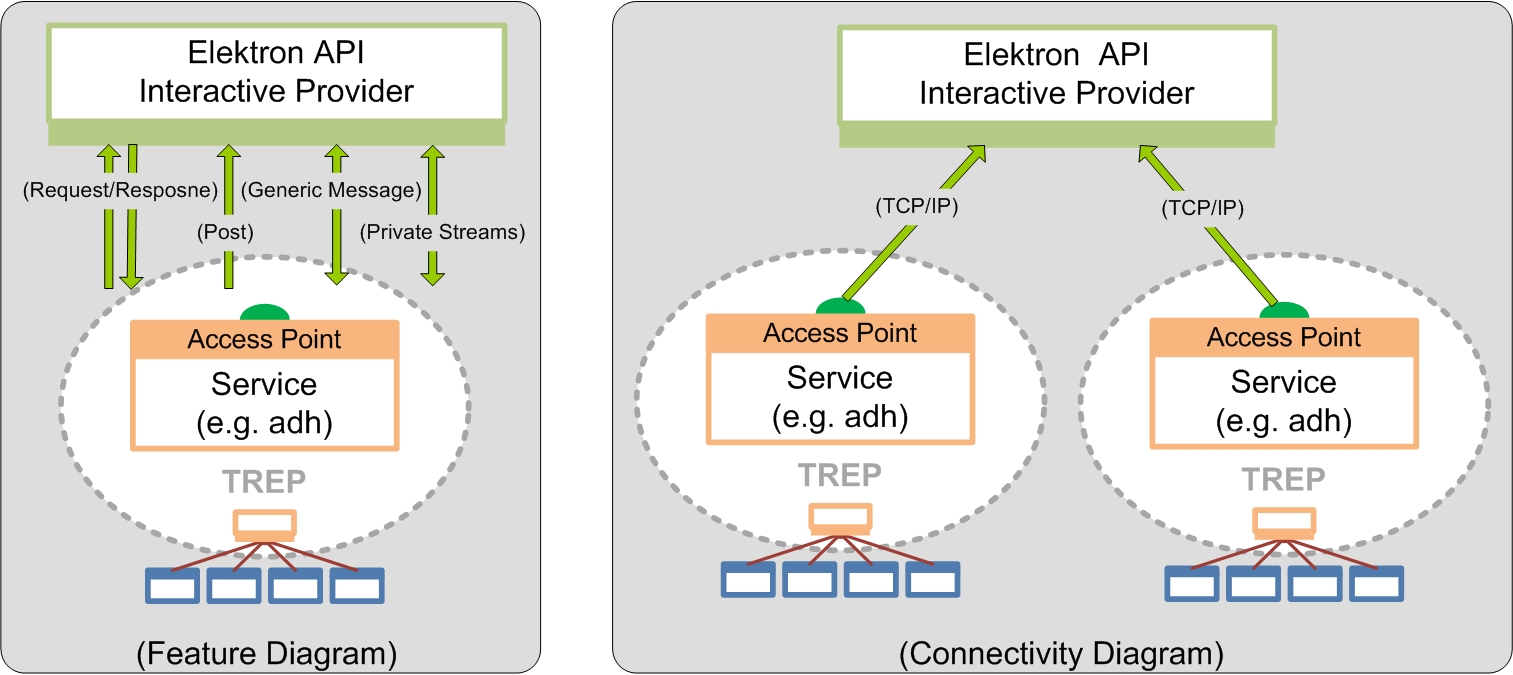 Elektron API
Interactive Provider
(Request/Resposne)
(Generic Message)
(Post)
(Private Streams)
Access Point
Service
(e.g. adh)
TREP
(Feature Diagram)
Elektron API
Interactive Provider
(TCP/IP)
(TCP/IP)
Access Point
Service
(e.g. adh)
TREP
Access Point
Service
(e.g. adh)
TREP
(Connectivity Diagram)